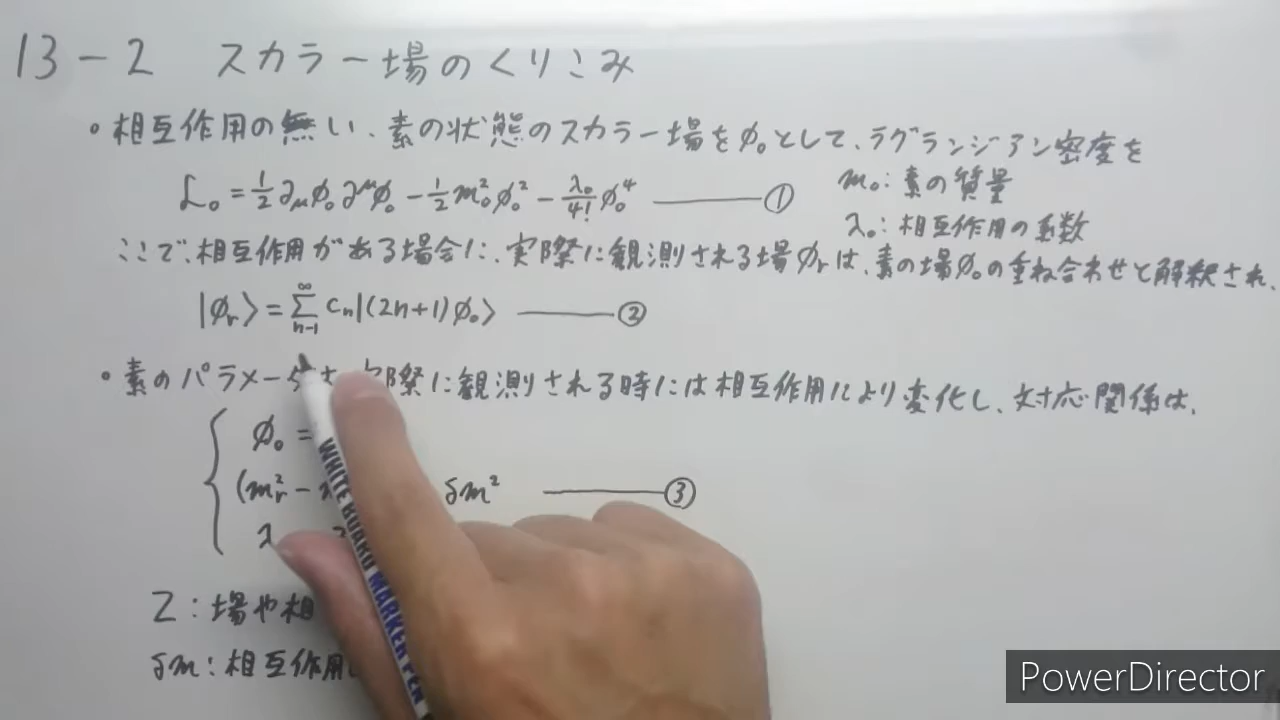 13-2 スカラー場のくりこみ
・相互作用の無い、素の状態のスカラー場をφ₀として、ラグランジアン密度を
ℒ₀ = 1/2 ∂μφ₀∂^μφ₀ - 1/2 m₀²φ₀² - λ₀/4! φ₀⁴ ―― ①
m₀: 素の質量
λ₀: 相互作用の係数
ここで、相互作用がある場合に、実際に観測される場φrは、素の場φ₀の重ね合わせと解釈され、
|φr〉= Σ^∞_{n-1} Cn|(2n+1)φ₀〉 ―― ②
・素のパラメータは、実際に観測される時には相互作用により変化し、対応関係は、
φ₀ =
(mr² - δm² ―― ③
λ
Z: 場や相
δm: 相互作用
WHITE BOARD MARKER PEN
PowerDirector